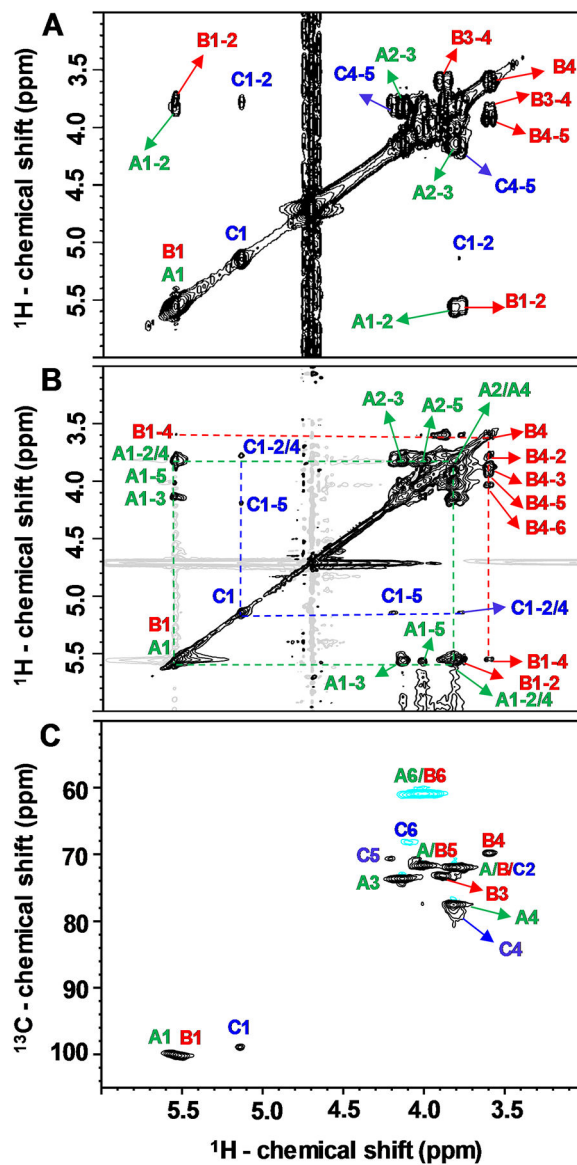 A
B1-2
C1-2
A2-3
B3-4
C4-5
B4
B3-4
B4-5
A1-2
A2-3
C4-5
B1
A1
C1
C1-2
A1-2
B1-2
3.5
4.0
4.5
5.0
5.5
¹H - chemical shift (ppm)
B
A2-3
A2-5
A2/A4
B1-4
A1-2/4
A1-5
A1-3
C1-2/4
C1-5
B4
B4-2
B4-3
B4-5
B4-6
B1
A1
C1
C1-5
C1-2/4
A1-3
A1-5
B1-4
B1-2
A1-2/4
3.5
4.0
4.5
5.0
5.5
¹H - chemical shift (ppm)
C
A6/B6
C6
C5
A/B5
B4
A/B/C2
A3
B3
A4
C4
A1
B1
C1
60
70
80
90
100
¹³C - chemical shift (ppm)
5.5
5.0
4.5
4.0
3.5
¹H - chemical shift (ppm)